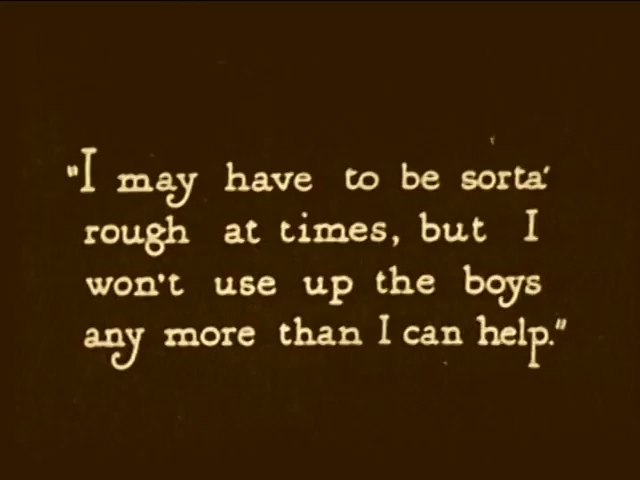 "I may have to be sorta'
rough at times, but I
won't use up the boys
any more than I can help."